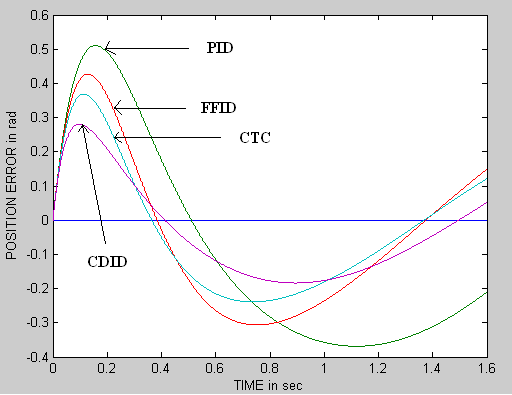 0.6
0.5
0.4
0.3
0.2
0.1
0
-0.1
-0.2
-0.3
-0.4
POSITION ERROR in rad
PID
FFID
CTC
CDID
0 0.2 0.4 0.6 0.8 1 1.2 1.4 1.6
TIME in sec